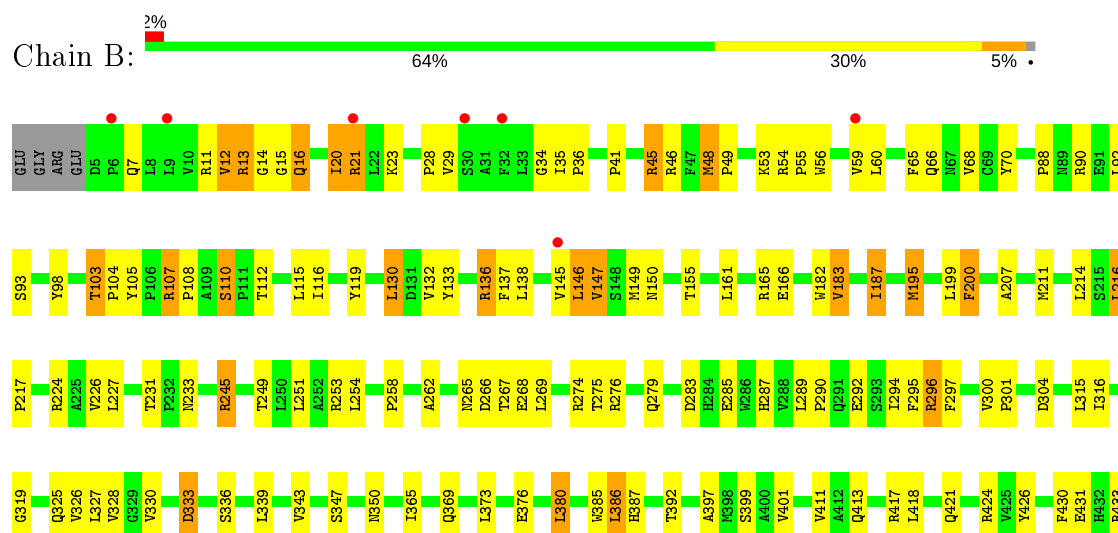 2%
Chain B:
64% 30% 5%
GLU GLY ARG GLU D5 P6 Q7 L8 L9 V10 R11 V12 R13 G14 G15 Q16 I20 R21 L22 K23 P28 V29 S30 A31 F32 L33 G34 I35 P36 P41 R45 R46 F47 M48 P49 K53 R54 P55 W56 V59 L60 F65 Q66 N67 V68 C69 Y70 P88 N89 R90 E91 L92
S93 Y98 T103 P104 Y105 P106 R107 P108 A109 S110 P111 T112 L115 I116 Y119 L130 D131 V132 Y133 R136 F137 L138 V145 L146 V147 S148 M149 N150 T155 L161 R165 E166 W182 V183 I187 M195 L199 F200 A207 M211 L214 S215 L216
P217 R224 A225 V226 L227 T231 P232 N233 R245 T249 L250 L251 A252 R253 L254 P258 A262 N265 D266 T267 E268 L269 R274 T275 R276 Q279 D283 H284 E285 W286 H287 V288 L289 P290 Q291 E292 S293 I294 F295 R296 F297 V300 P301 D304 L315 I316
G319 Q325 V326 L327 V328 G329 V330 D333 S336 L339 V343 S347 N350 I365 Q369 L373 E376 L380 W385 L386 H387 T392 A397 M398 S399 A400 V401 V411 A412 Q413 R417 L418 Q421 R424 V425 Y426 F430 E431 H432 R433